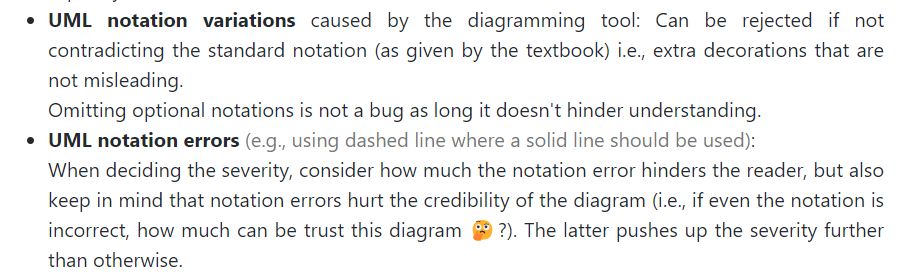 UML notation variations caused by the diagramming tool: Can be rejected if not
contradicting the standard notation (as given by the textbook) i.e., extra decorations that are
not misleading.
Omitting optional notations is not a bug as long it doesn't hinder understanding.
UML notation errors (e.g., using dashed line where a solid line should be used):
When deciding the severity, consider how much the notation error hinders the reader, but also
keep in mind that notation errors hurt the credibility of the diagram (i.e., if even the notation is
incorrect, how much can be trust this diagram 🤔 ?). The latter pushes up the severity further
than otherwise.